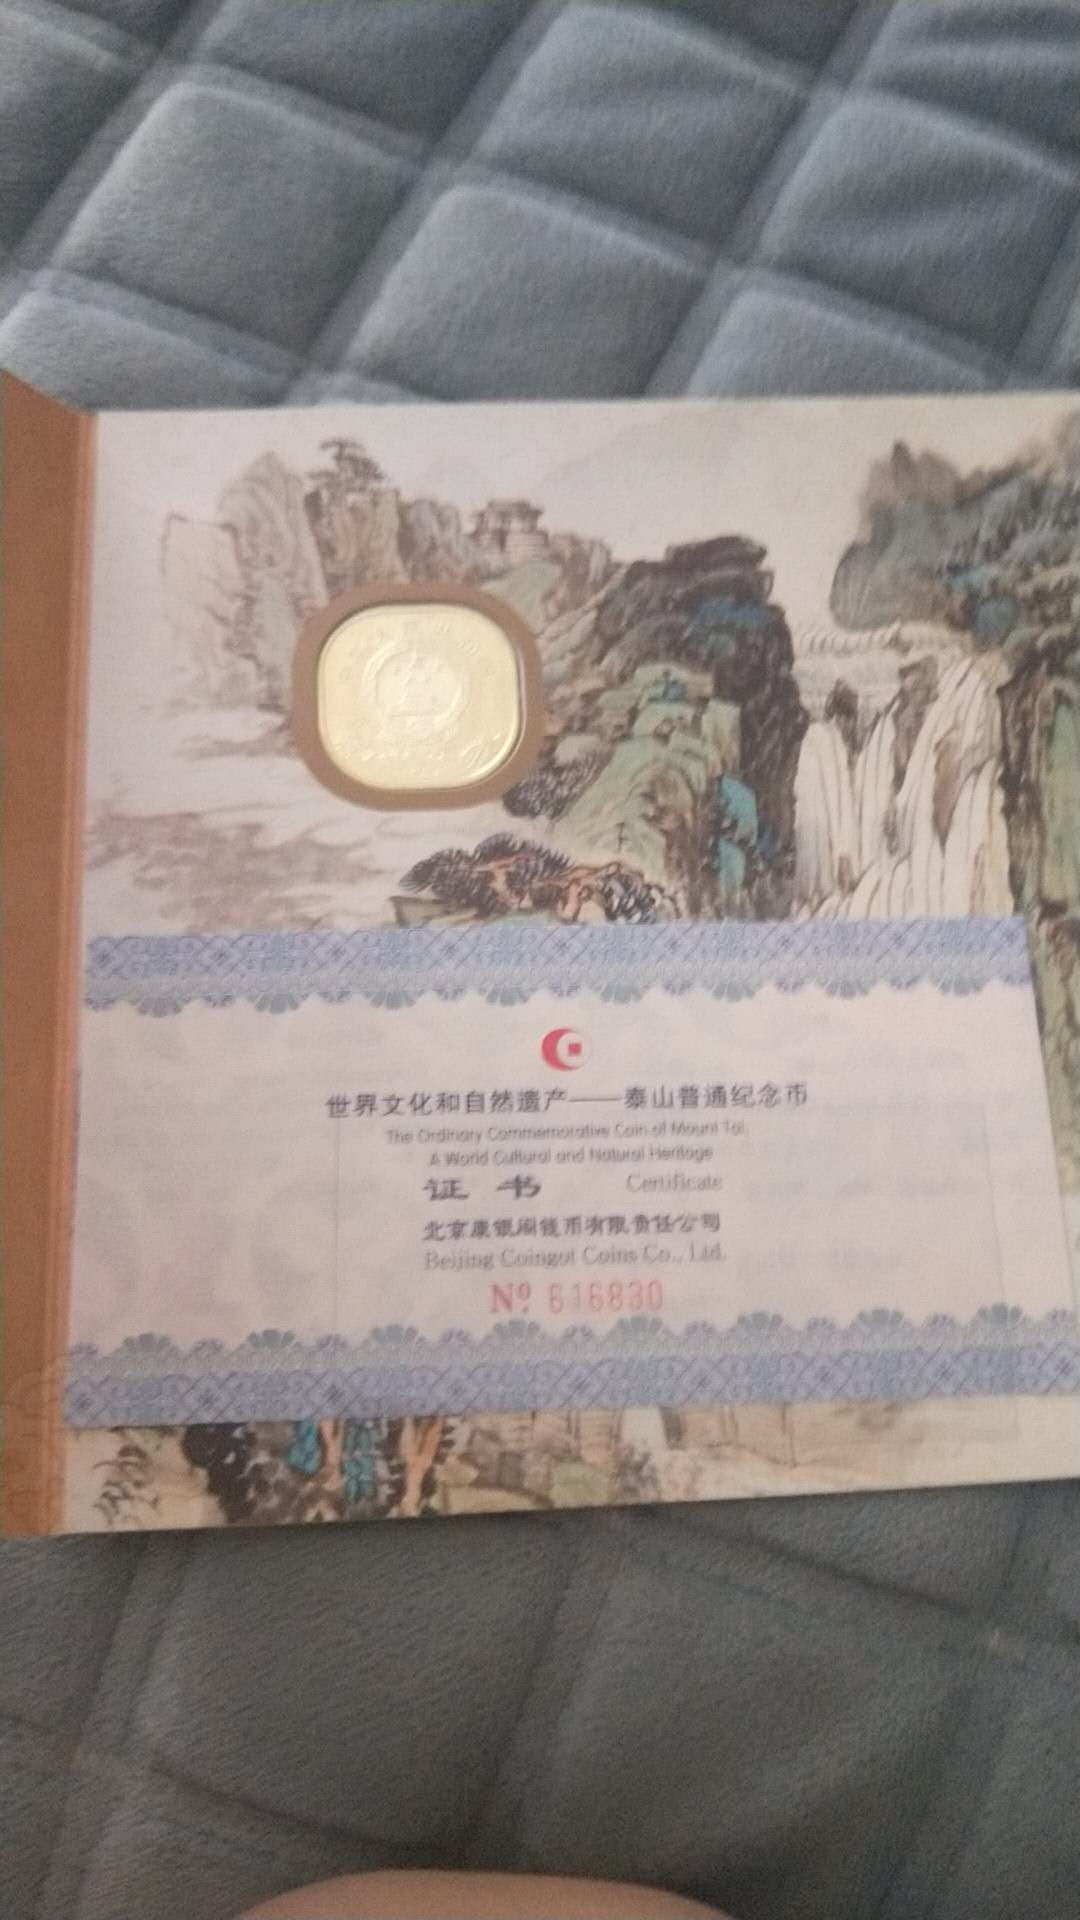 世界文化和自然遗产——泰山普通纪念币
The Ordinary Commemorative Coin of Mount Tai,
A World Cultural and Natural Heritage
证 书 Certificate
北京康银阁钱币有限责任公司
Beijing Coingot Coins Co., Ltd.
Nº 616830